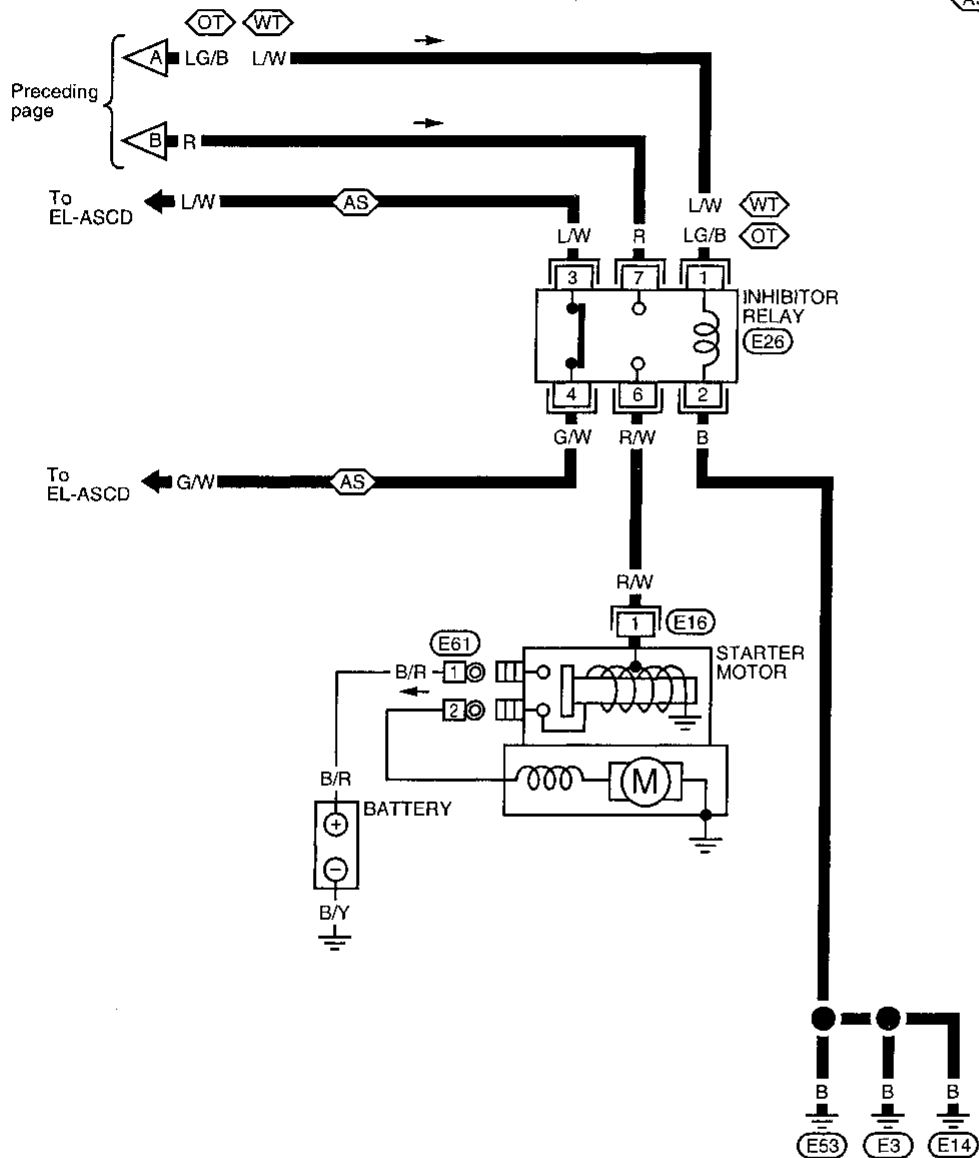 OT WT
A LG/B L/W
Preceding
page
B R
To
EL-ASCD
L/W AS
L/W WT
L/W R LG/B OT
3 7 1
INHIBITOR
RELAY
E26
4 6 2
G/W R/W B
To
EL-ASCD
G/W AS
R/W
1 E16
E61
STARTER
MOTOR
B/R 1
2
M
B/R
BATTERY
+
−
B/Y
B B B
E53 E3 E14